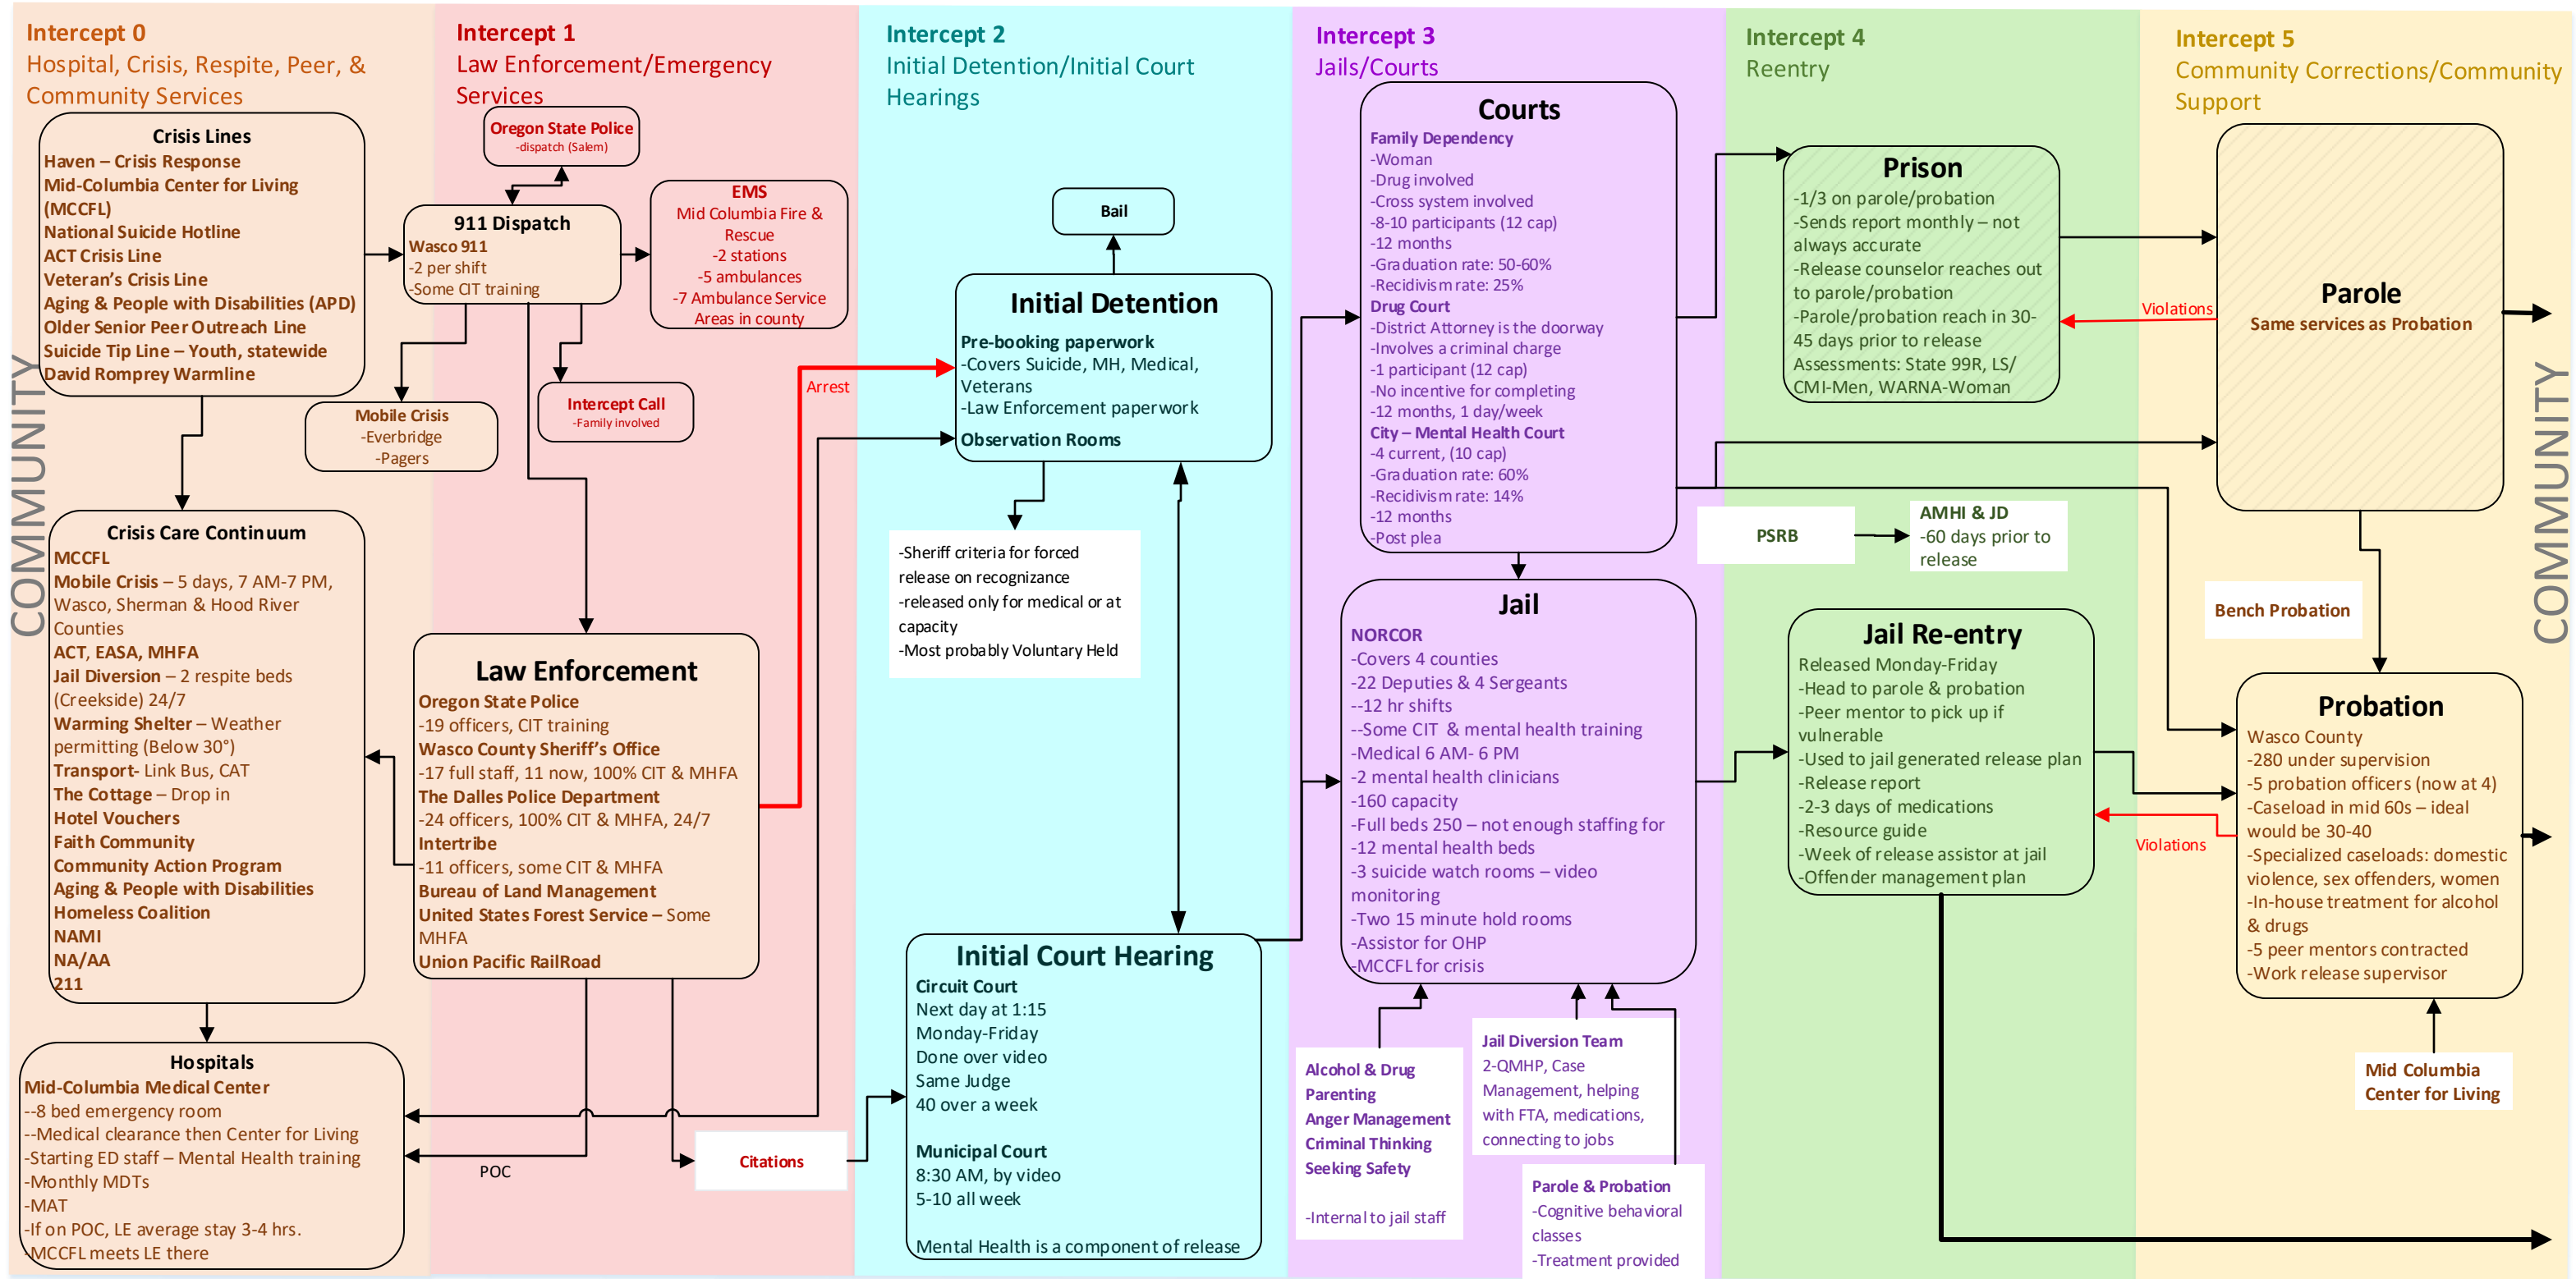 Intercept 0
Hospital, Crisis, Respite, Peer, &
Community Services
Crisis Lines
Haven – Crisis Response
Mid-Columbia Center for Living
(MCCFL)
National Suicide Hotline
ACT Crisis Line
Veteran's Crisis Line
Aging & People with Disabilities (APD)
Older Senior Peer Outreach Line
Suicide Tip Line – Youth, statewide
David Romprey Warmline
COMMUNITY
Mobile Crisis
-Everbridge
-Pagers
Crisis Care Continuum
MCCFL
Mobile Crisis – 5 days, 7 AM-7 PM,
Wasco, Sherman & Hood River
Counties
ACT, EASA, MHFA
Jail Diversion – 2 respite beds
(Creekside) 24/7
Warming Shelter – Weather
permitting (Below 30°)
Transport- Link Bus, CAT
The Cottage – Drop in
Hotel Vouchers
Faith Community
Community Action Program
Aging & People with Disabilities
Homeless Coalition
NAMI
NA/AA
211
Hospitals
Mid-Columbia Medical Center
--8 bed emergency room
--Medical clearance then Center for Living
-Starting ED staff – Mental Health training
-Monthly MDTs
-MAT
-If on POC, LE average stay 3-4 hrs.
-MCCFL meets LE there
Intercept 1
Law Enforcement/Emergency
Services
Oregon State Police
-dispatch (Salem)
911 Dispatch
Wasco 911
-2 per shift
-Some CIT training
EMS
Mid Columbia Fire &
Rescue
-2 stations
-5 ambulances
-7 Ambulance Service
Areas in county
Intercept Call
-Family involved
Arrest
Law Enforcement
Oregon State Police
-19 officers, CIT training
Wasco County Sheriff's Office
-17 full staff, 11 now, 100% CIT & MHFA
The Dalles Police Department
-24 officers, 100% CIT & MHFA, 24/7
Intertribe
-11 officers, some CIT & MHFA
Bureau of Land Management
United States Forest Service – Some
MHFA
Union Pacific RailRoad
POC
Citations
Intercept 2
Initial Detention/Initial Court
Hearings
Bail
Initial Detention
Pre-booking paperwork
-Covers Suicide, MH, Medical,
Veterans
-Law Enforcement paperwork
Observation Rooms
-Sheriff criteria for forced
release on recognizance
-released only for medical or at
capacity
-Most probably Voluntary Held
Initial Court Hearing
Circuit Court
Next day at 1:15
Monday-Friday
Done over video
Same Judge
40 over a week
Municipal Court
8:30 AM, by video
5-10 all week
Mental Health is a component of release
Intercept 3
Jails/Courts
Courts
Family Dependency
-Woman
-Drug involved
-Cross system involved
-8-10 participants (12 cap)
-12 months
-Graduation rate: 50-60%
-Recidivism rate: 25%
Drug Court
-District Attorney is the doorway
-Involves a criminal charge
-1 participant (12 cap)
-No incentive for completing
-12 months, 1 day/week
City – Mental Health Court
-4 current, (10 cap)
-Graduation rate: 60%
-Recidivism rate: 14%
-12 months
-Post plea
Jail
NORCOR
-Covers 4 counties
-22 Deputies & 4 Sergeants
--12 hr shifts
--Some CIT & mental health training
-Medical 6 AM- 6 PM
-2 mental health clinicians
-160 capacity
-Full beds 250 – not enough staffing for
-12 mental health beds
-3 suicide watch rooms – video
monitoring
-Two 15 minute hold rooms
-Assistor for OHP
-MCCFL for crisis
Alcohol & Drug
Parenting
Anger Management
Criminal Thinking
Seeking Safety
-Internal to jail staff
Jail Diversion Team
2-QMHP, Case
Management, helping
with FTA, medications,
connecting to jobs
Parole & Probation
-Cognitive behavioral
classes
-Treatment provided
Intercept 4
Reentry
Prison
-1/3 on parole/probation
-Sends report monthly – not
always accurate
-Release counselor reaches out
to parole/probation
-Parole/probation reach in 30-
45 days prior to release
Assessments: State 99R, LS/
CMI-Men, WARNA-Woman
PSRB
AMHI & JD
-60 days prior to
release
Jail Re-entry
Released Monday-Friday
-Head to parole & probation
-Peer mentor to pick up if
vulnerable
-Used to jail generated release plan
-Release report
-2-3 days of medications
-Resource guide
-Week of release assistor at jail
-Offender management plan
Intercept 5
Community Corrections/Community
Support
Parole
Same services as Probation
Violations
Bench Probation
Probation
Wasco County
-280 under supervision
-5 probation officers (now at 4)
-Caseload in mid 60s – ideal
would be 30-40
-Specialized caseloads: domestic
violence, sex offenders, women
-In-house treatment for alcohol
& drugs
-5 peer mentors contracted
-Work release supervisor
Violations
Mid Columbia
Center for Living
COMMUNITY